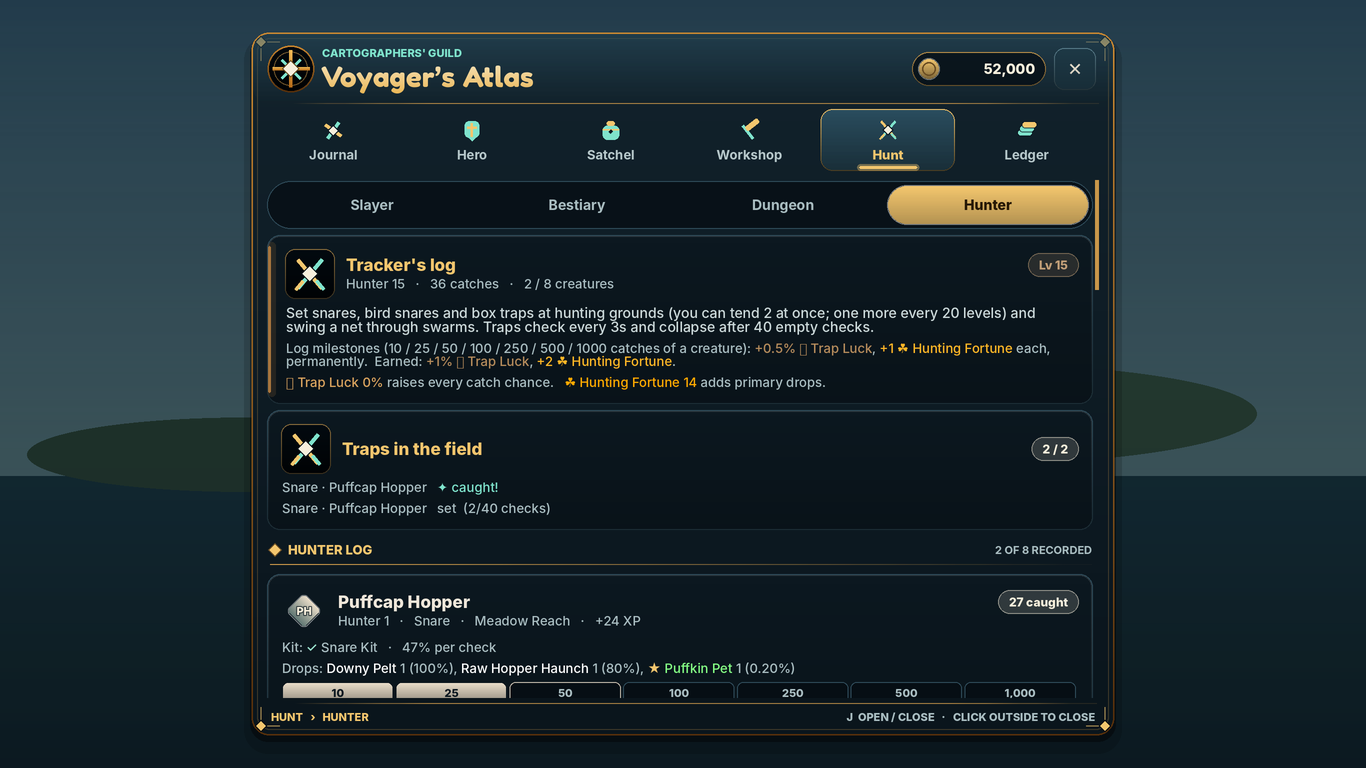 CARTOGRAPHERS' GUILD
Voyager's Atlas
52,000
✕
Journal
Hero
Satchel
Workshop
Hunt
Ledger
Slayer
Bestiary
Dungeon
Hunter
Tracker's log
Hunter 15 · 36 catches · 2 / 8 creatures
Lv 15
Set snares, bird snares and box traps at hunting grounds (you can tend 2 at once; one more every 20 levels) and
swing a net through swarms. Traps check every 3s and collapse after 40 empty checks.
Log milestones (10 / 25 / 50 / 100 / 250 / 500 / 1000 catches of a creature): +0.5% ▯ Trap Luck, +1 ☘ Hunting Fortune each,
permanently. Earned: +1% ▯ Trap Luck, +2 ☘ Hunting Fortune.
▯ Trap Luck 0% raises every catch chance. ☘ Hunting Fortune 14 adds primary drops.
Traps in the field
2 / 2
Snare · Puffcap Hopper ✦ caught!
Snare · Puffcap Hopper set (2/40 checks)
HUNTER LOG
2 OF 8 RECORDED
PH
Puffcap Hopper
Hunter 1 · Snare · Meadow Reach · +24 XP
27 caught
Kit: ✓ Snare Kit · 47% per check
Drops: Downy Pelt 1 (100%), Raw Hopper Haunch 1 (80%), ★ Puffkin Pet 1 (0.20%)
10 25 50 100 250 500 1,000
HUNT › HUNTER
J OPEN / CLOSE · CLICK OUTSIDE TO CLOSE